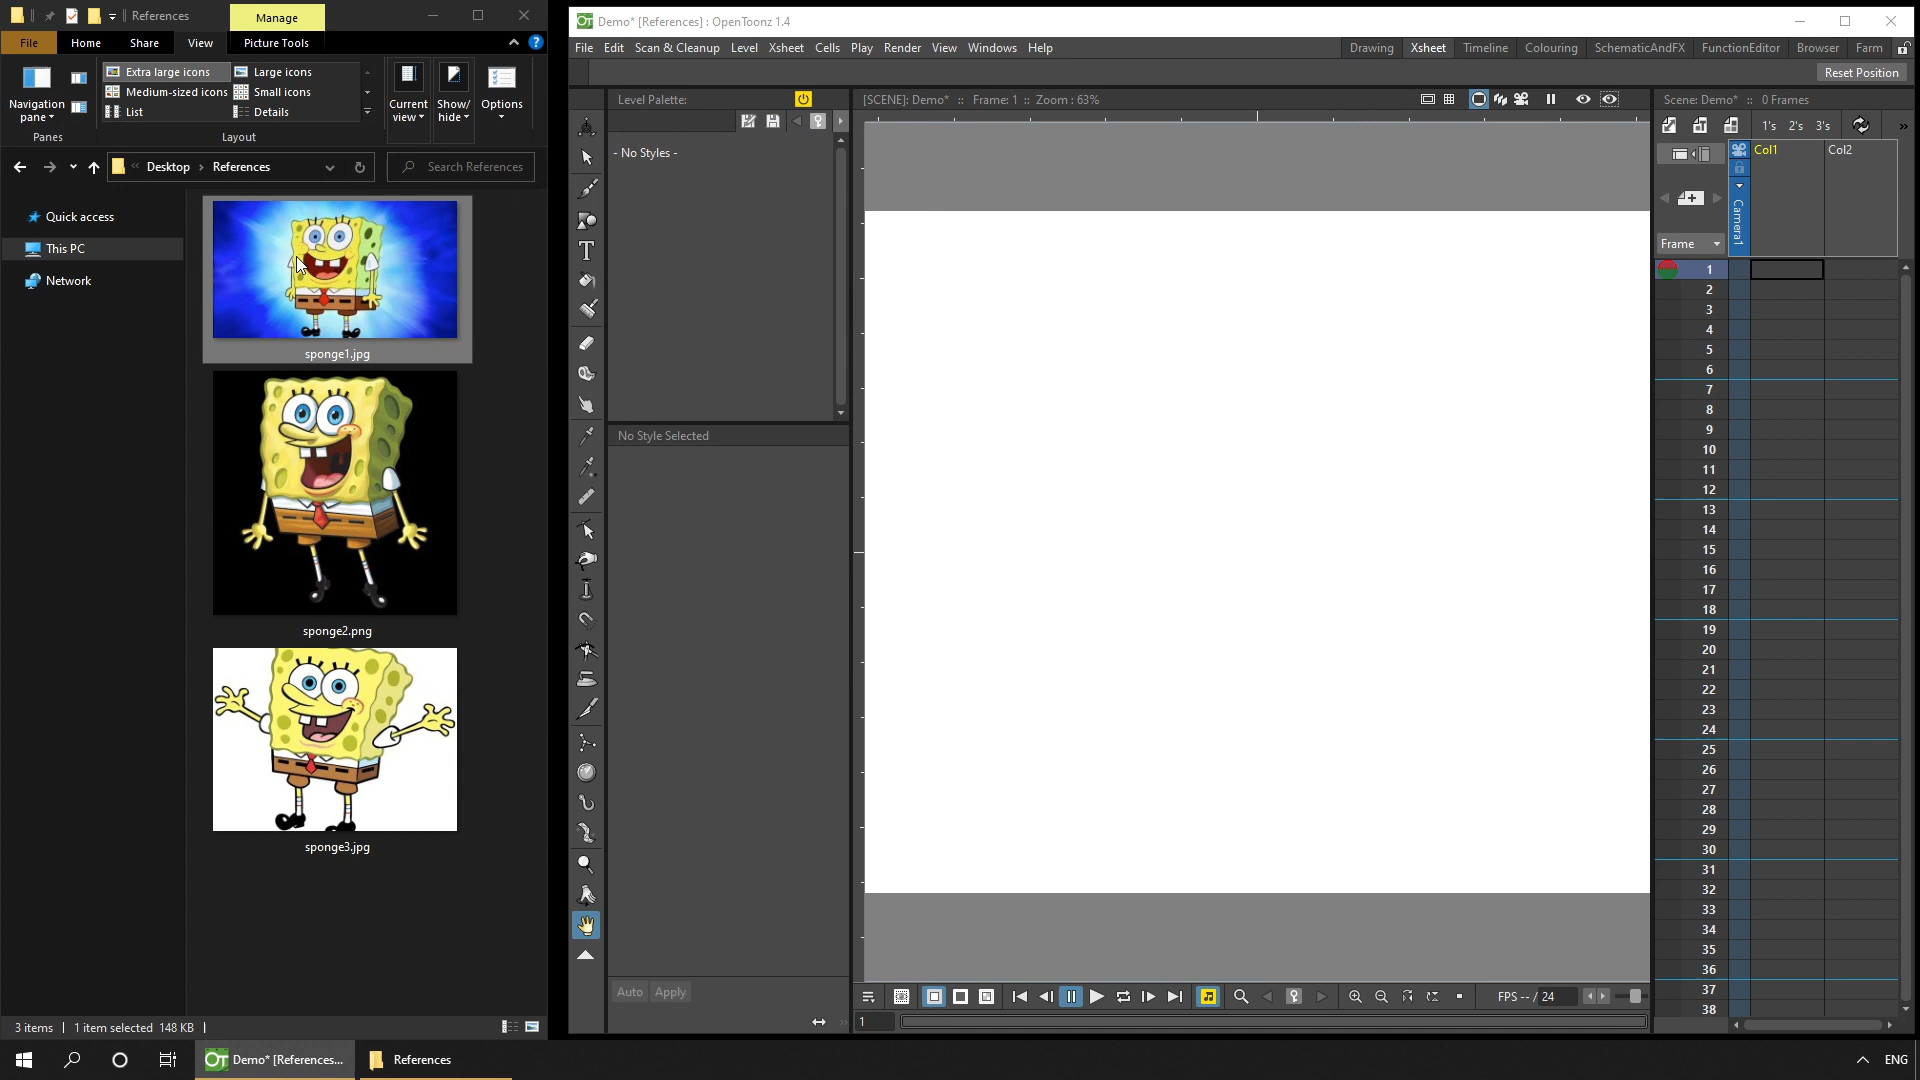 References
Manage
File Home Share View Picture Tools
Extra large icons Large icons
Medium-sized icons Small icons
List Details
Navigation pane
Current view
Show/ hide
Options
Panes
Layout
Desktop › References
Search References
Quick access
This PC
Network
sponge1.jpg
sponge2.png
sponge3.jpg
3 items 1 item selected 148 KB
Demo* [References] : OpenToonz 1.4
File Edit Scan & Cleanup Level Xsheet Cells Play Render View Windows Help
Drawing Xsheet Timeline Colouring SchematicAndFX FunctionEditor Browser Farm
Reset Position
Level Palette:
- No Styles -
No Style Selected
Auto Apply
[SCENE]: Demo* :: Frame: 1 :: Zoom : 63%
FPS -- / 24
1
Scene: Demo* :: 0 Frames
1's 2's 3's
Col1 Col2
Camera1
Frame
1
2
3
4
5
6
7
8
9
10
11
12
13
14
15
16
17
18
19
20
21
22
23
24
25
26
27
28
29
30
31
32
33
34
35
36
37
38
OT Demo* [References...
References
ENG